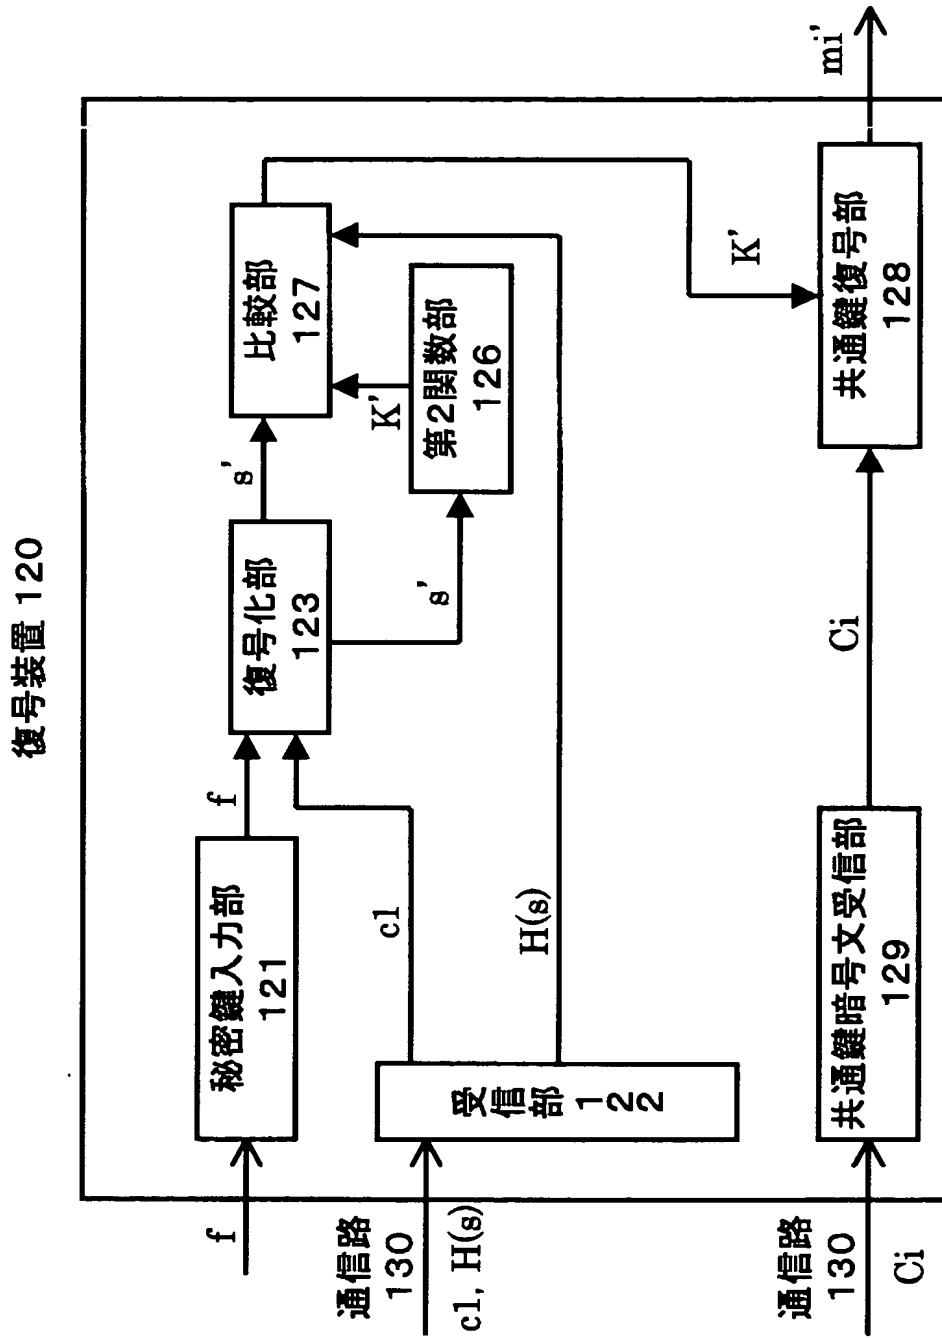 復号装置 120
f
秘密鍵入力部
121
f
復号化部
123
s'
比較部
127
s'
K'
第2関数部
126
通信路
130
c1, H(s)
受信部 122
c1
H(s)
K'
通信路
130
Ci
共通鍵暗号文受信部
129
Ci
共通鍵復号部
128
mi'